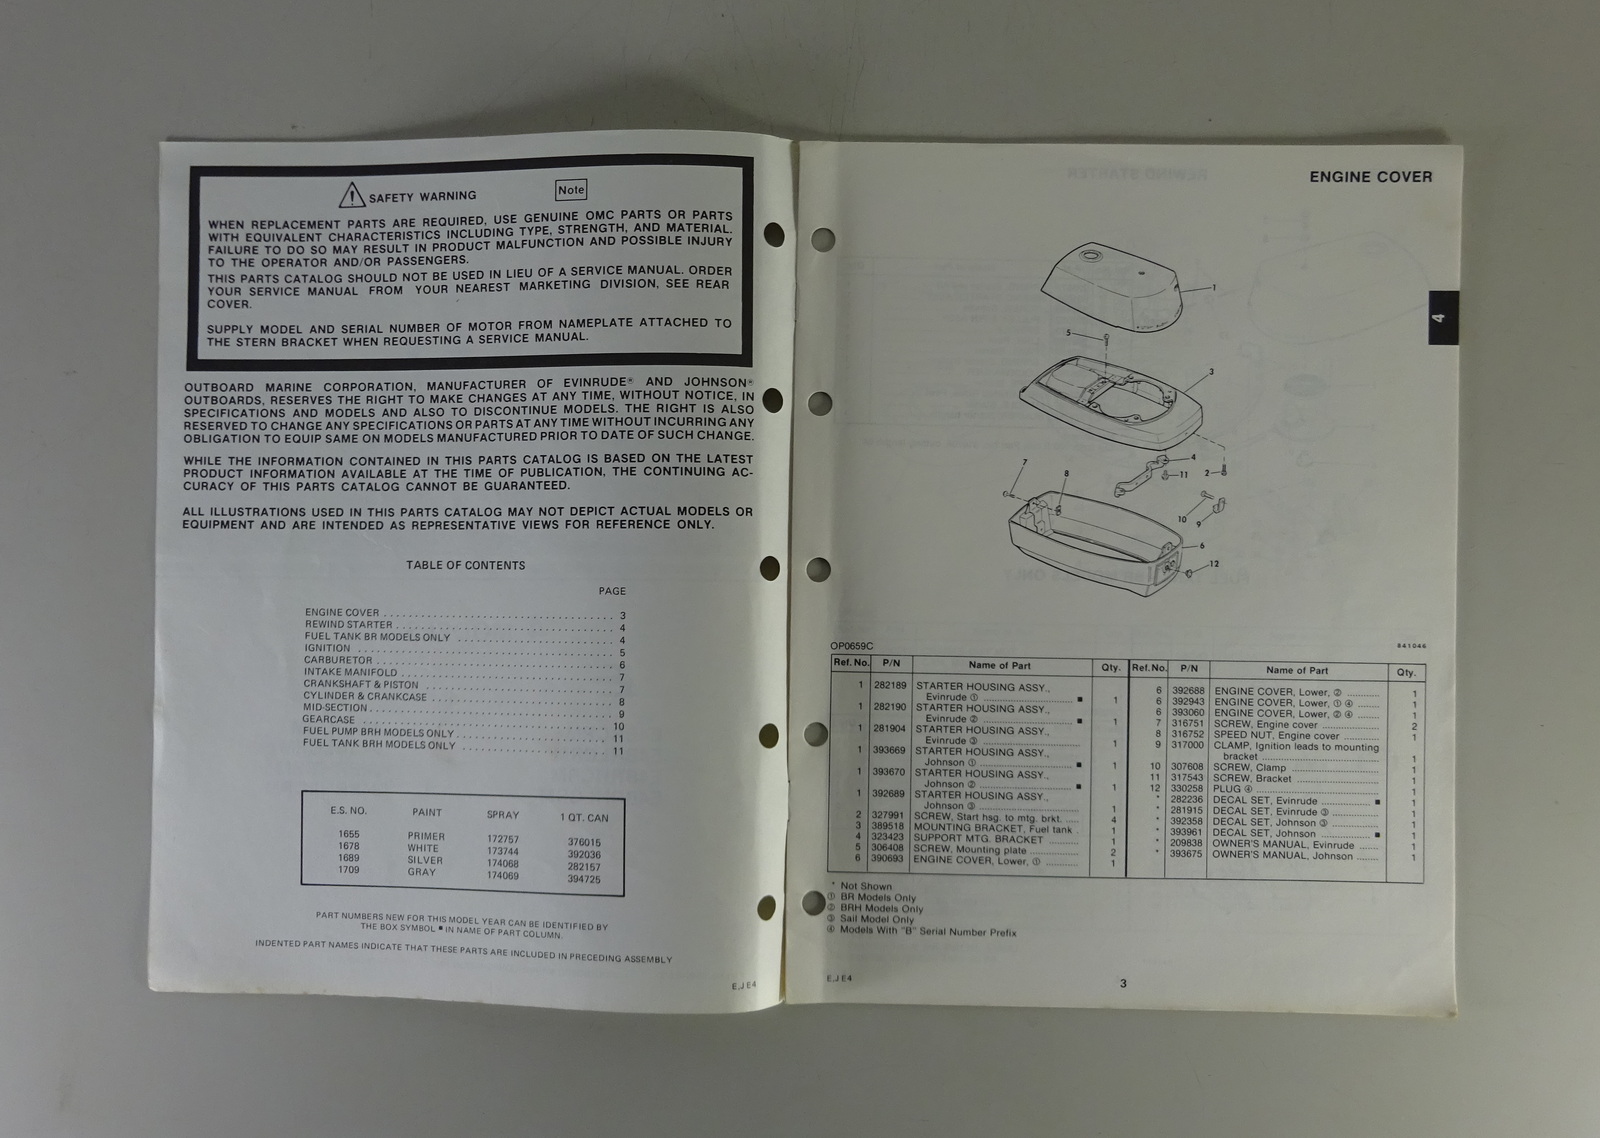 SAFETY WARNING
Note
WHEN REPLACEMENT PARTS ARE REQUIRED, USE GENUINE OMC PARTS OR PARTS
WITH EQUIVALENT CHARACTERISTICS INCLUDING TYPE, STRENGTH, AND MATERIAL.
FAILURE TO DO SO MAY RESULT IN PRODUCT MALFUNCTION AND POSSIBLE INJURY
TO THE OPERATOR AND/OR PASSENGERS.
THIS PARTS CATALOG SHOULD NOT BE USED IN LIEU OF A SERVICE MANUAL. ORDER
YOUR SERVICE MANUAL FROM YOUR NEAREST MARKETING DIVISION, SEE REAR
COVER.
SUPPLY MODEL AND SERIAL NUMBER OF MOTOR FROM NAMEPLATE ATTACHED TO
THE STERN BRACKET WHEN REQUESTING A SERVICE MANUAL.
OUTBOARD MARINE CORPORATION, MANUFACTURER OF EVINRUDE® AND JOHNSON®
OUTBOARDS, RESERVES THE RIGHT TO MAKE CHANGES AT ANY TIME, WITHOUT NOTICE, IN
SPECIFICATIONS AND MODELS AND ALSO TO DISCONTINUE MODELS. THE RIGHT IS ALSO
RESERVED TO CHANGE ANY SPECIFICATIONS OR PARTS AT ANY TIME WITHOUT INCURRING ANY
OBLIGATION TO EQUIP SAME ON MODELS MANUFACTURED PRIOR TO DATE OF SUCH CHANGE.
WHILE THE INFORMATION CONTAINED IN THIS PARTS CATALOG IS BASED ON THE LATEST
PRODUCT INFORMATION AVAILABLE AT THE TIME OF PUBLICATION, THE CONTINUING AC-
CURACY OF THIS PARTS CATALOG CANNOT BE GUARANTEED.
ALL ILLUSTRATIONS USED IN THIS PARTS CATALOG MAY NOT DEPICT ACTUAL MODELS OR
EQUIPMENT AND ARE INTENDED AS REPRESENTATIVE VIEWS FOR REFERENCE ONLY.
TABLE OF CONTENTS
PAGE
ENGINE COVER 3
REWIND STARTER 4
FUEL TANK BR MODELS ONLY 4
IGNITION 5
CARBURETOR 6
INTAKE MANIFOLD 7
CRANKSHAFT & PISTON 7
CYLINDER & CRANKCASE 8
MID-SECTION 9
GEARCASE 10
FUEL PUMP BRH MODELS ONLY 11
FUEL TANK BRH MODELS ONLY 11
E.S. NO. PAINT SPRAY 1 QT. CAN
1655 PRIMER 172757 376015
1678 WHITE 173744 392036
1689 SILVER 174068 282157
1709 GRAY 174069 394725
PART NUMBERS NEW FOR THIS MODEL YEAR CAN BE IDENTIFIED BY
THE BOX SYMBOL ■ IN NAME OF PART COLUMN.
INDENTED PART NAMES INDICATE THAT THESE PARTS ARE INCLUDED IN PRECEDING ASSEMBLY
E,J E4
ENGINE COVER
4
1
5
3
4
11
2
7
8
10
9
6
12
OP0659C
841046
Ref. No. P/N Name of Part Qty.
1 282189 STARTER HOUSING ASSY.,
Evinrude ① ■ 1
1 282190 STARTER HOUSING ASSY.,
Evinrude ② ■ 1
1 281904 STARTER HOUSING ASSY.,
Evinrude ③ 1
1 393669 STARTER HOUSING ASSY.,
Johnson ① ■ 1
1 393670 STARTER HOUSING ASSY.,
Johnson ② ■ 1
1 392689 STARTER HOUSING ASSY.,
Johnson ③ 1
2 327991 SCREW, Start hsg. to mtg. brkt. 4
3 389518 MOUNTING BRACKET, Fuel tank 1
4 323423 SUPPORT MTG. BRACKET 1
5 306408 SCREW, Mounting plate 2
6 390693 ENGINE COVER, Lower, ① 1
Ref. No. P/N Name of Part Qty.
6 392688 ENGINE COVER, Lower, ② 1
6 392943 ENGINE COVER, Lower, ① ④ 1
6 393060 ENGINE COVER, Lower, ② ④ 1
7 316751 SCREW, Engine cover 2
8 316752 SPEED NUT, Engine cover 1
9 317000 CLAMP, Ignition leads to mounting
bracket 1
10 307608 SCREW, Clamp 1
11 317543 SCREW, Bracket 1
12 330258 PLUG ④ 1
* 282236 DECAL SET, Evinrude ■ 1
* 281915 DECAL SET, Evinrude ③ 1
* 392358 DECAL SET, Johnson ③ 1
* 393961 DECAL SET, Johnson ■ 1
* 209838 OWNER'S MANUAL, Evinrude 1
* 393675 OWNER'S MANUAL, Johnson 1
* Not Shown
① BR Models Only
② BRH Models Only
③ Sail Model Only
④ Models With "B" Serial Number Prefix
E,J E4
3